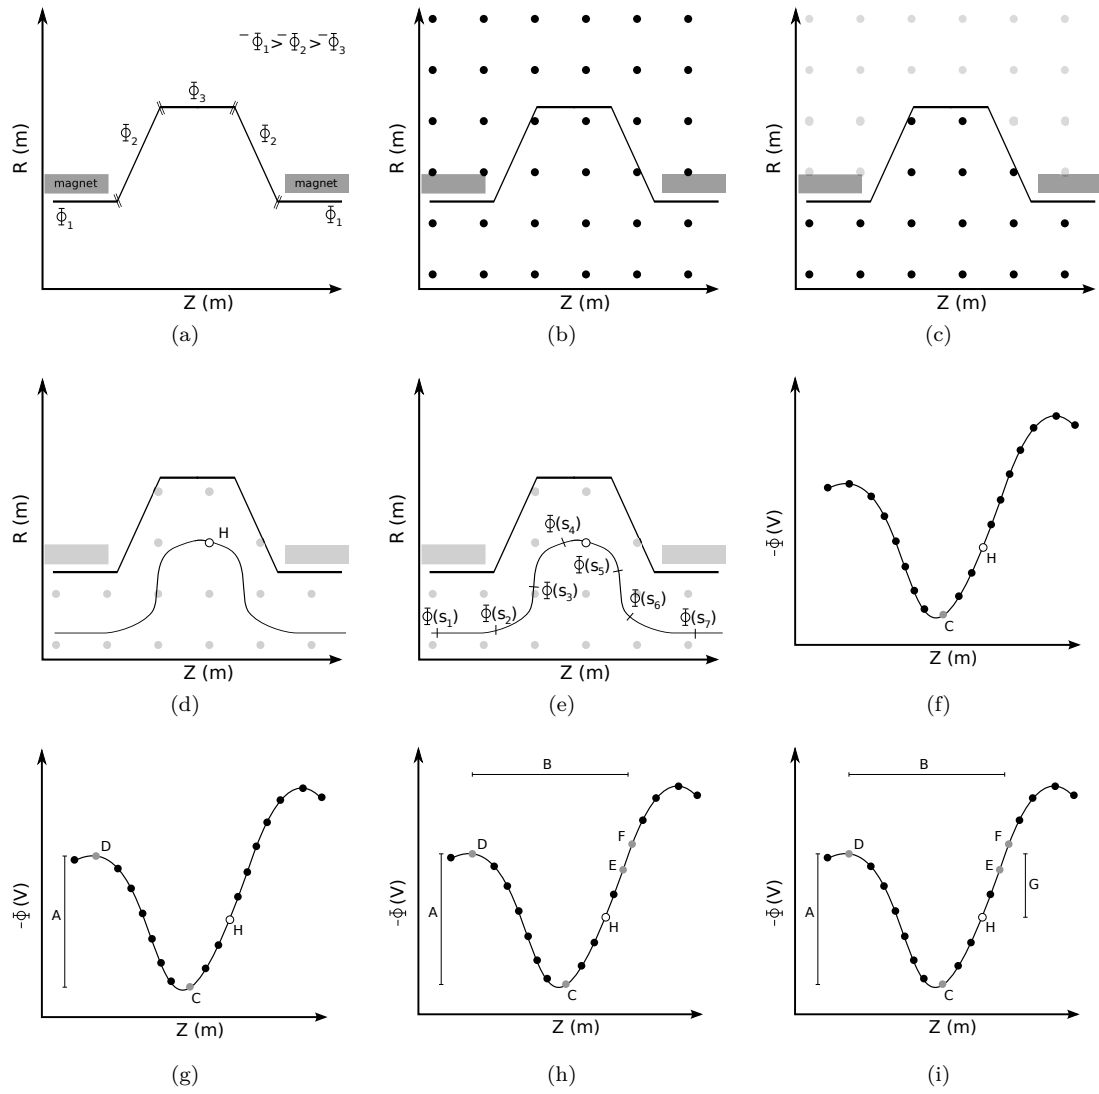 R (m)
-Φ1>-Φ2>-Φ3
Φ3
Φ2
Φ2
magnet
magnet
Φ1
Φ1
Z (m)
(a)
R (m)
Z (m)
(b)
R (m)
Z (m)
(c)
R (m)
H
Z (m)
(d)
R (m)
Φ(s4)
Φ(s5)
Φ(s3)
Φ(s6)
Φ(s1)
Φ(s2)
Φ(s7)
Z (m)
(e)
-Φ (V)
H
C
Z (m)
(f)
-Φ (V)
D
A
H
C
Z (m)
(g)
-Φ (V)
B
D
F
E
A
H
C
Z (m)
(h)
-Φ (V)
B
D
F
E
G
A
H
C
Z (m)
(i)